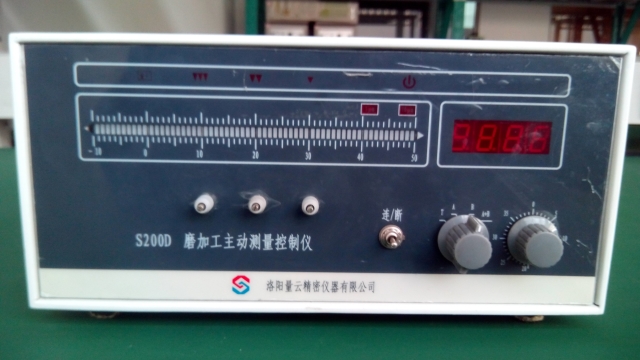 -10 0 10 20 30 40 50
连/断
S200D 磨加工主动测量控制仪
洛阳量云精密仪器有限公司